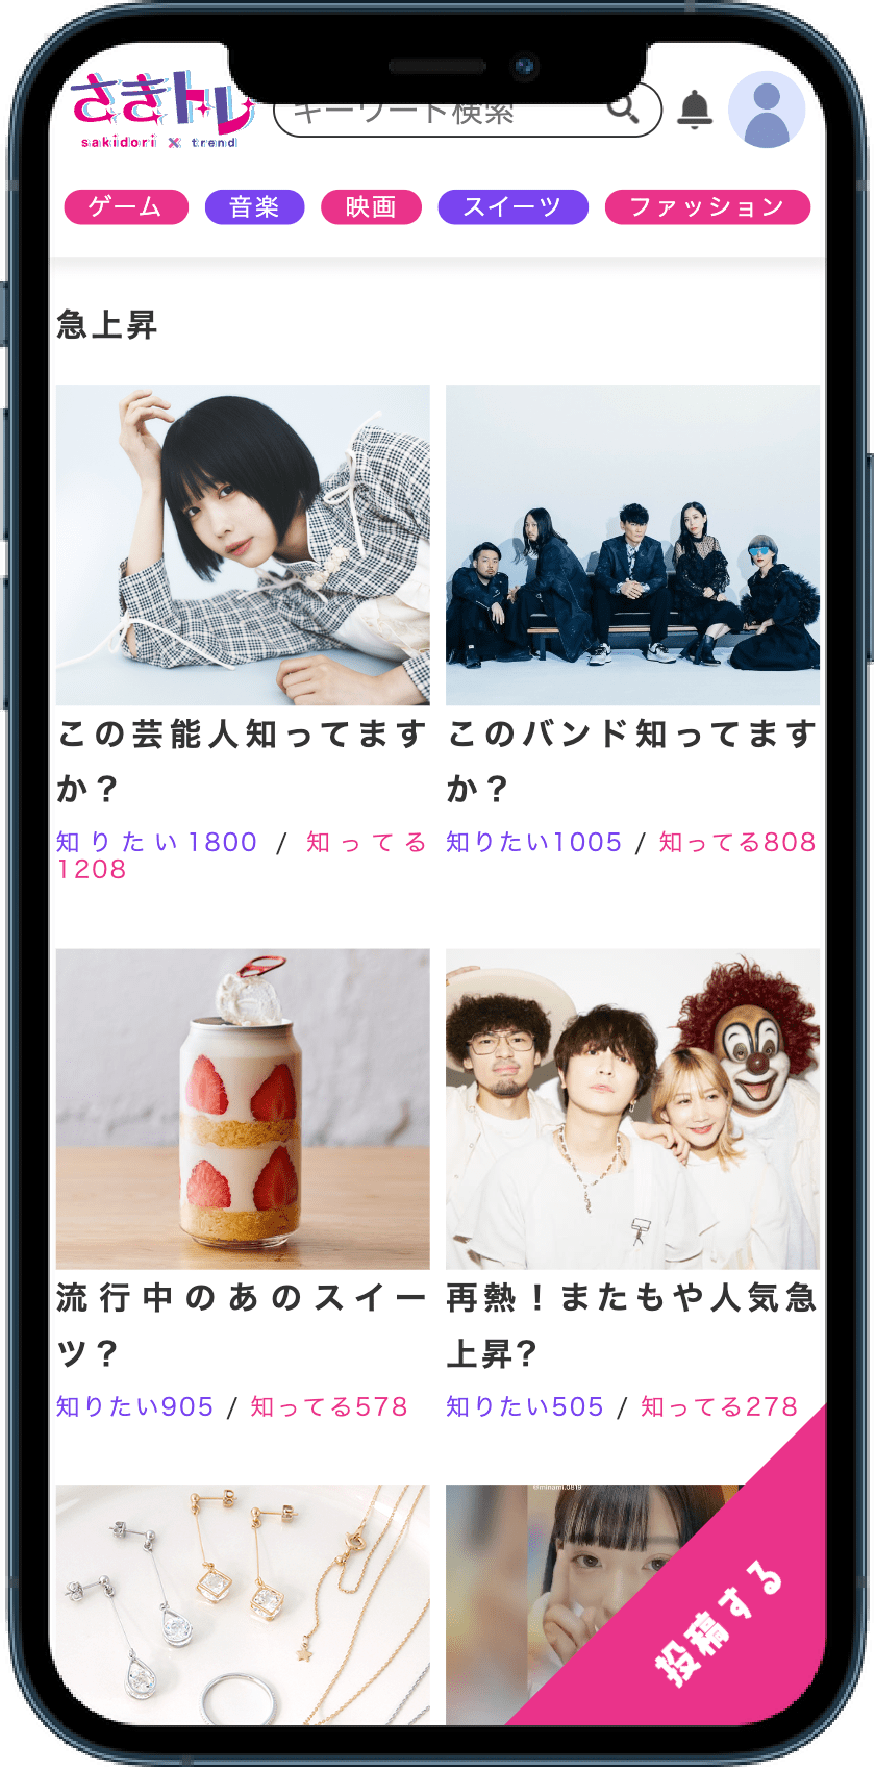 さきトレ
sakidori × trend
キーワード検索
ゲーム 音楽 映画 スイーツ ファッション
急上昇
この芸能人知ってます
か？
知りたい1800 / 知ってる
1208
このバンド知ってます
か？
知りたい1005 / 知ってる808
流行中のあのスイー
ツ？
知りたい905 / 知ってる578
再熱！またもや人気急
上昇?
知りたい505 / 知ってる278
@minami.0819
投稿する